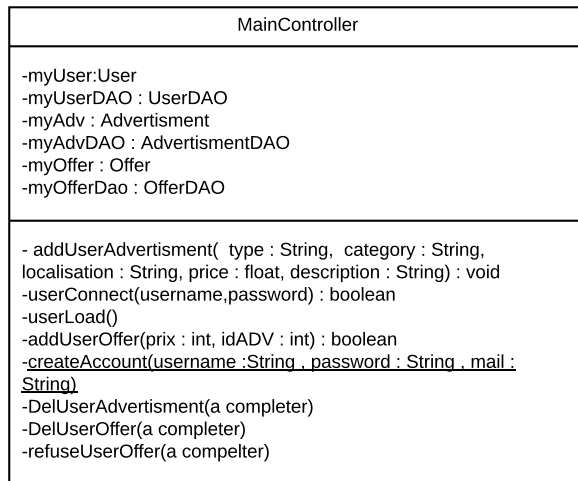 MainController
-myUser:User
-myUserDAO : UserDAO
-myAdv : Advertisment
-myAdvDAO : AdvertismentDAO
-myOffer : Offer
-myOfferDao : OfferDAO
- addUserAdvertisment(  type : String,  category : String,
localisation : String, price : float, description : String) : void
-userConnect(username,password) : boolean
-userLoad()
-addUserOffer(prix : int, idADV : int) : boolean
-createAccount(username :String , password : String , mail :
String)
-DelUserAdvertisment(a completer)
-DelUserOffer(a completer)
-refuseUserOffer(a compelter)